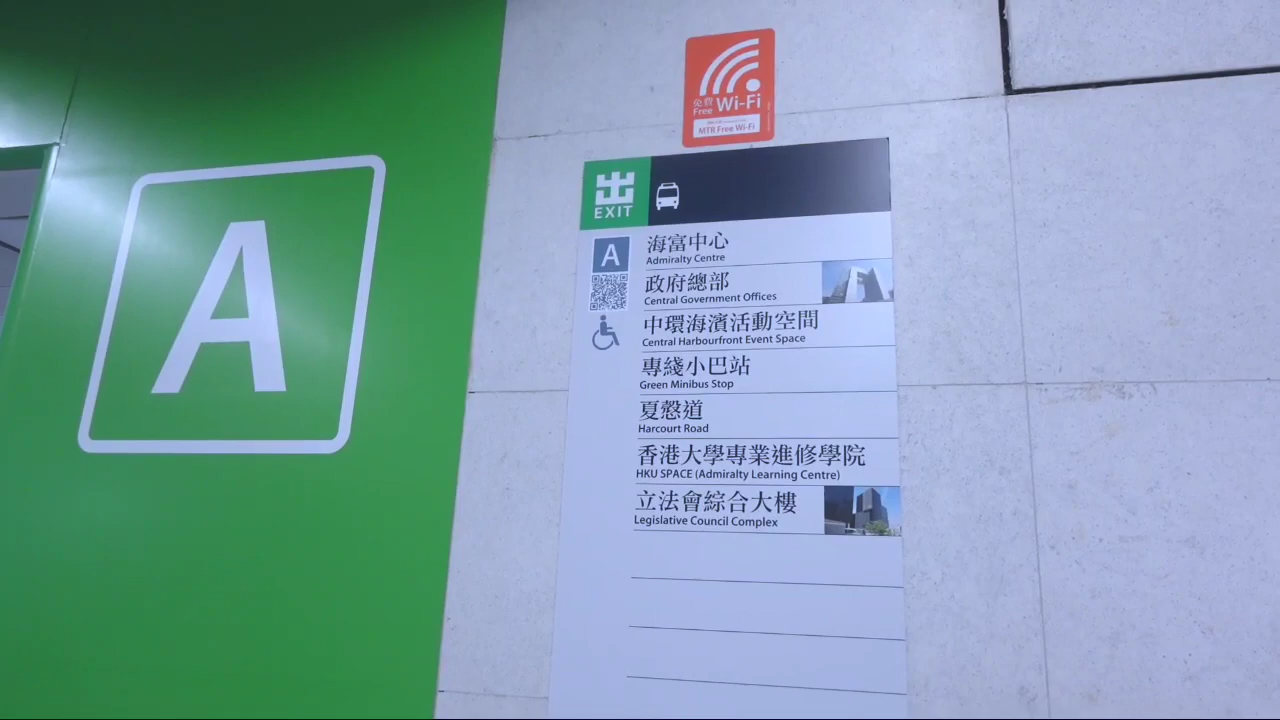 A
免費
Free Wi-Fi
MTR Free Wi-Fi
出
EXIT
A
海富中心
Admiralty Centre
政府總部
Central Government Offices
中環海濱活動空間
Central Harbourfront Event Space
專綫小巴站
Green Minibus Stop
夏慤道
Harcourt Road
香港大學專業進修學院
HKU SPACE (Admiralty Learning Centre)
立法會綜合大樓
Legislative Council Complex